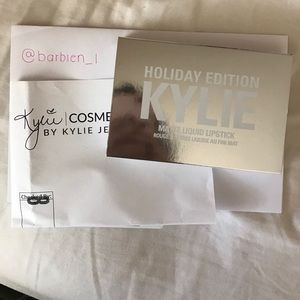 @barbien_1
HOLIDAY EDITION
KYLIE
LIQUID LIPSTICK
Kylie | COSME
BY KYLIE JE